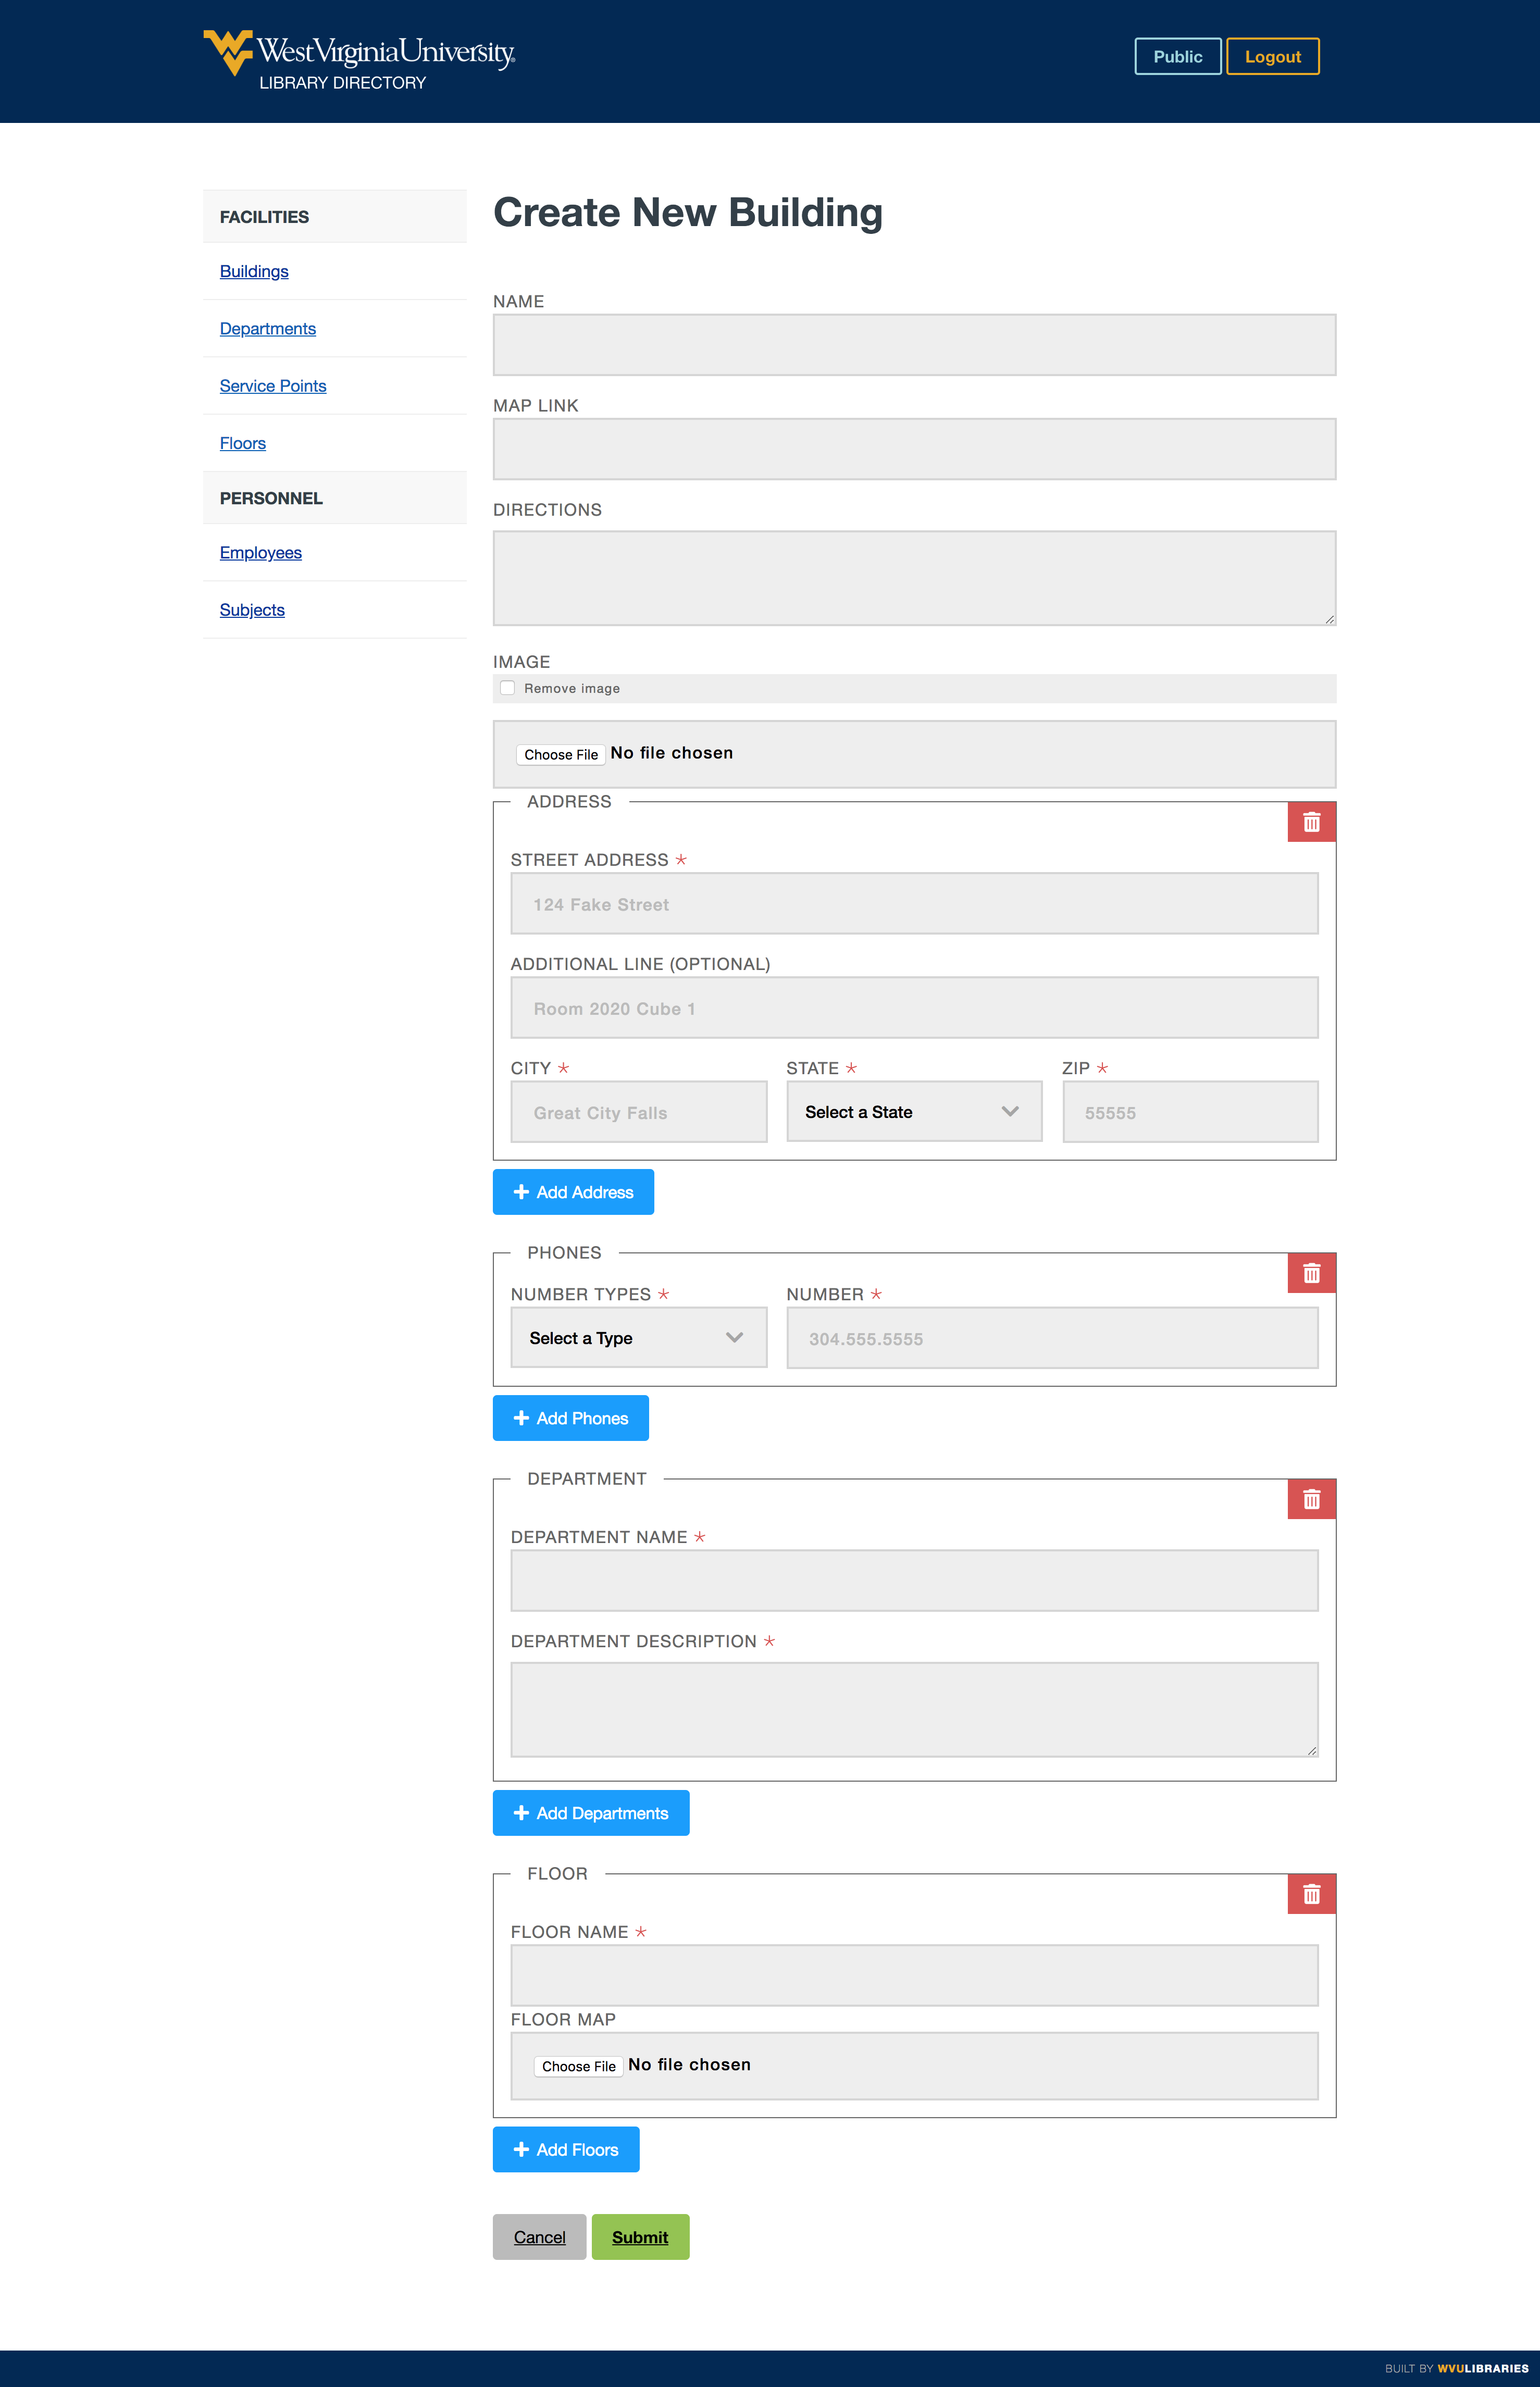 WestVirginiaUniversity®
LIBRARY DIRECTORY
Public
Logout
FACILITIES
Buildings
Departments
Service Points
Floors
PERSONNEL
Employees
Subjects
Create New Building
NAME
MAP LINK
DIRECTIONS
IMAGE
Remove image
Choose File No file chosen
ADDRESS
STREET ADDRESS *
124 Fake Street
ADDITIONAL LINE (OPTIONAL)
Room 2020 Cube 1
CITY * STATE * ZIP *
Great City Falls Select a State 55555
+ Add Address
PHONES
NUMBER TYPES * NUMBER *
Select a Type 304.555.5555
+ Add Phones
DEPARTMENT
DEPARTMENT NAME *
DEPARTMENT DESCRIPTION *
+ Add Departments
FLOOR
FLOOR NAME *
FLOOR MAP
Choose File No file chosen
+ Add Floors
Cancel Submit
BUILT BY WVULIBRARIES